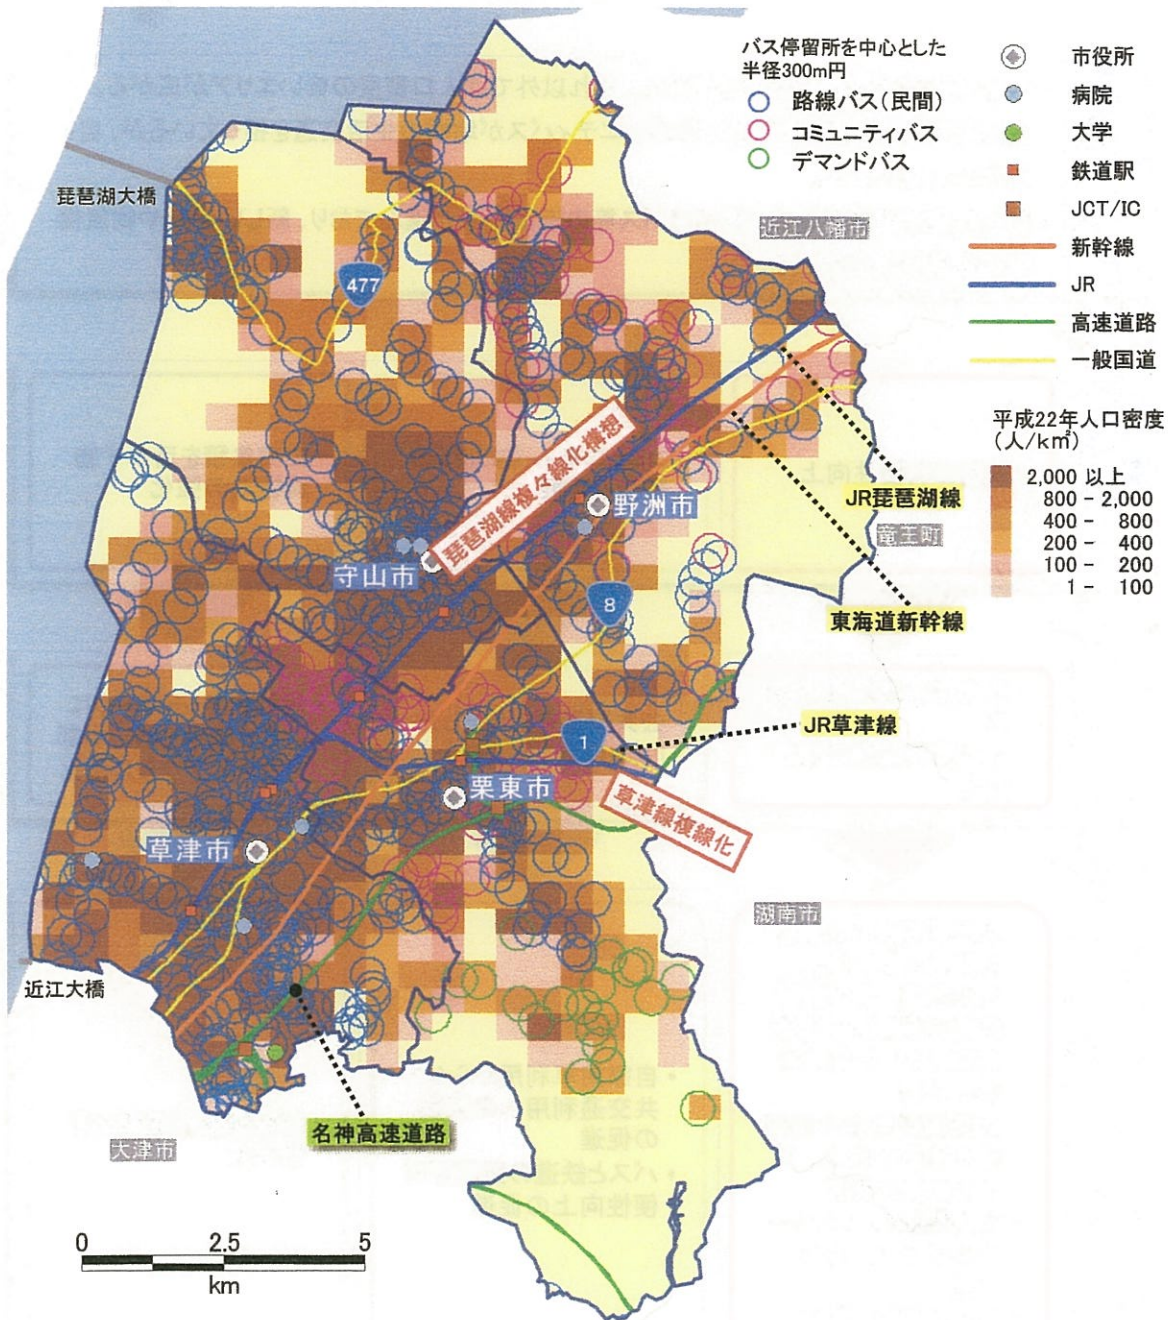 バス停留所を中心とした
半径300m円
路線バス(民間)
コミュニティバス
デマンドバス
市役所
病院
大学
鉄道駅
JCT/IC
新幹線
JR
高速道路
一般国道
平成22年人口密度
(人/k㎡)
2,000 以上
800 - 2,000
400 - 800
200 - 400
100 - 200
1 - 100
琵琶湖大橋
477
近江八幡市
琵琶湖線複々線化構想
野洲市
守山市
8
JR琵琶湖線
竜王町
東海道新幹線
JR草津線
1
栗東市
草津線複線化
草津市
湖南市
近江大橋
名神高速道路
大津市
0 2.5 5
km